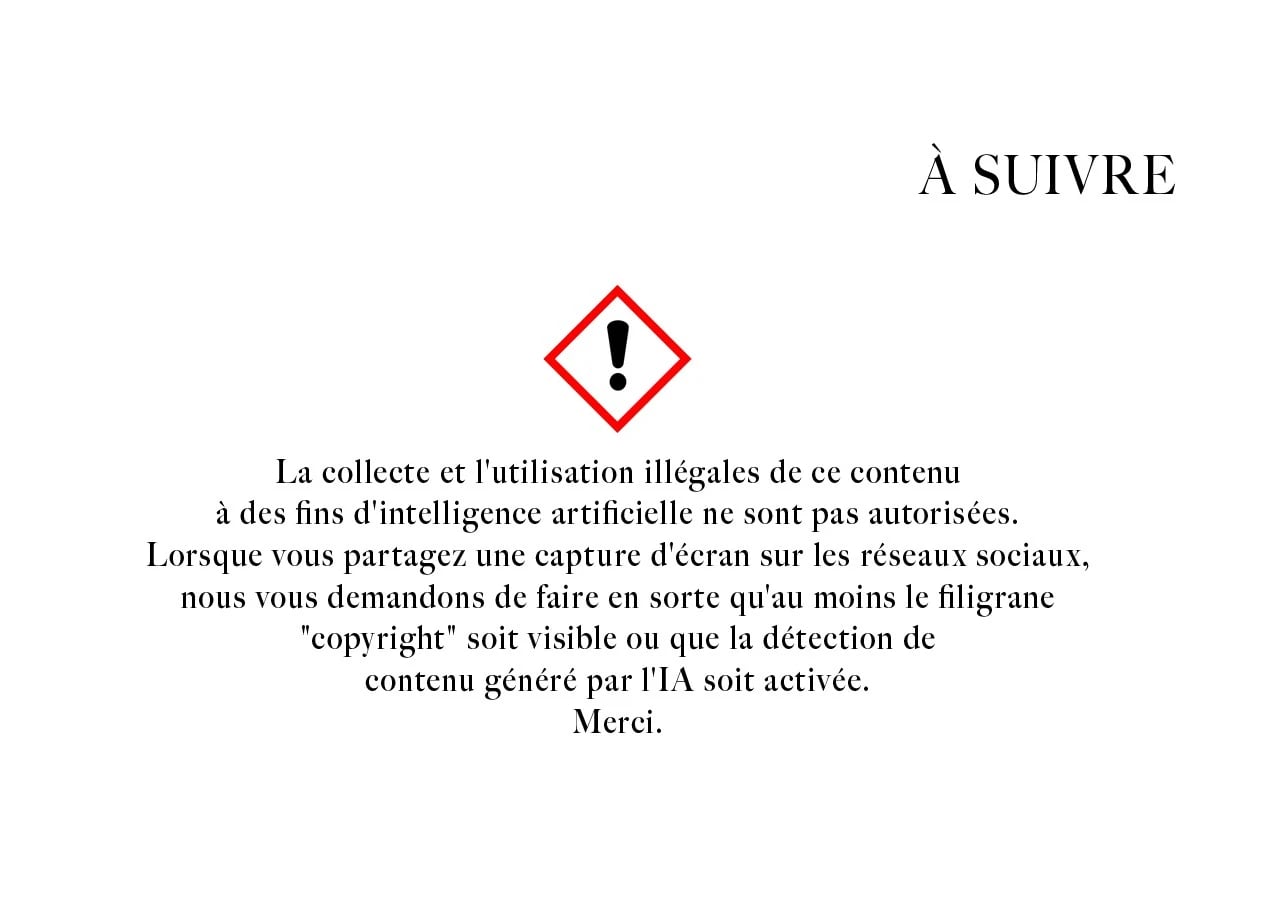 À SUIVRE
La collecte et l'utilisation illégales de ce contenu
à des fins d'intelligence artificielle ne sont pas autorisées.
Lorsque vous partagez une capture d'écran sur les réseaux sociaux,
nous vous demandons de faire en sorte qu'au moins le filigrane
"copyright" soit visible ou que la détection de
contenu généré par l'IA soit activée.
Merci.